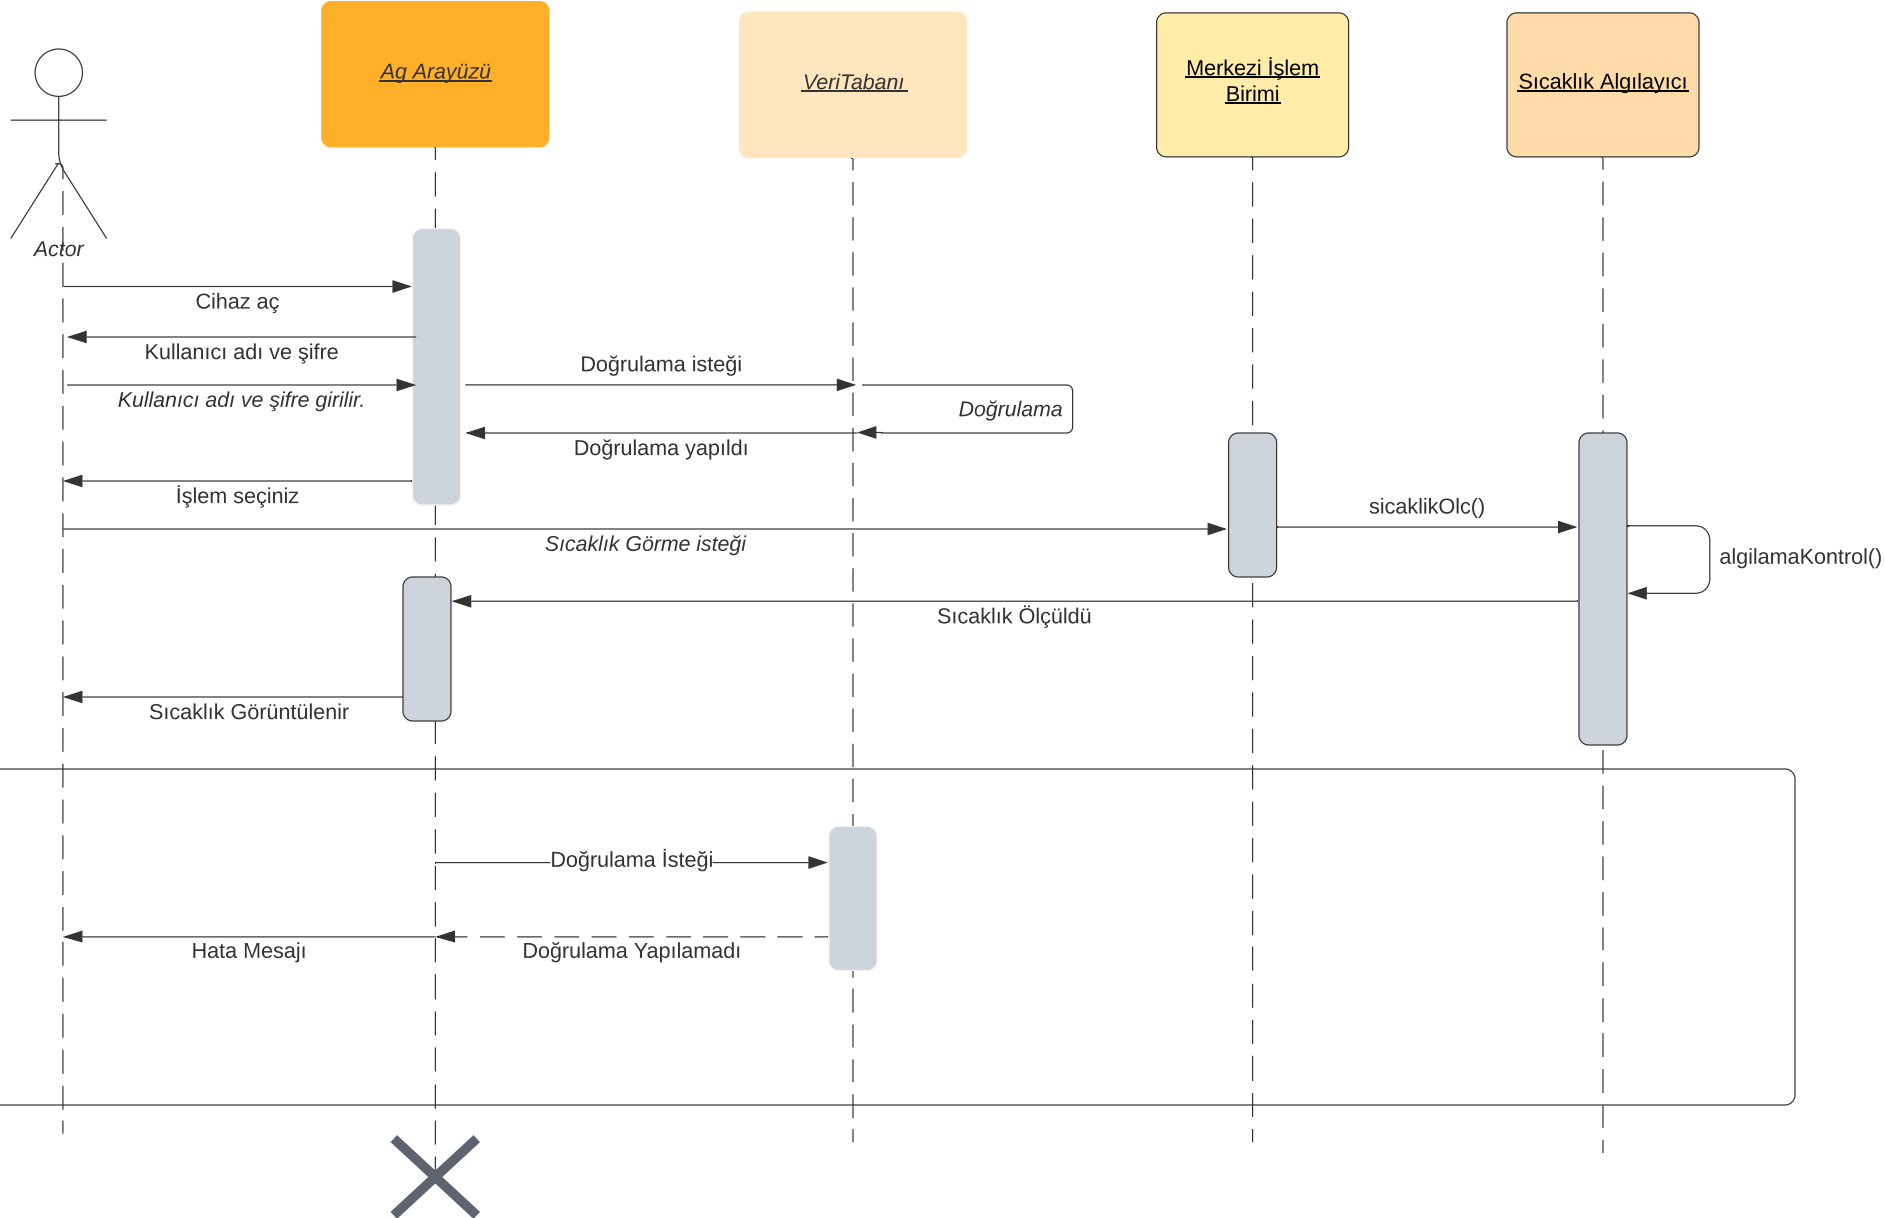 Ag Arayüzü
VeriTabanı
Merkezi İşlem
Birimi
Sıcaklık Algılayıcı
Actor
Cihaz aç
Kullanıcı adı ve şifre
Doğrulama isteği
Kullanıcı adı ve şifre girilir.
Doğrulama
Doğrulama yapıldı
İşlem seçiniz
sicaklikOlc()
Sıcaklık Görme isteği
algilamaKontrol()
Sıcaklık Ölçüldü
Sıcaklık Görüntülenir
Doğrulama İsteği
Hata Mesajı
Doğrulama Yapılamadı